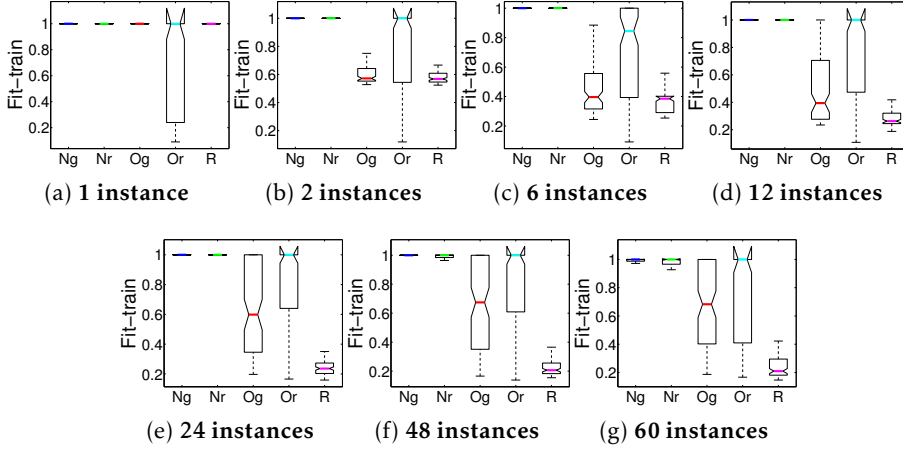 Fit-train
1
0.8
0.6
0.4
0.2
Ng Nr Og Or R
(a) 1 instance
Fit-train
1
0.8
0.6
0.4
0.2
Ng Nr Og Or R
(b) 2 instances
Fit-train
1
0.8
0.6
0.4
0.2
Ng Nr Og Or R
(c) 6 instances
Fit-train
1
0.8
0.6
0.4
0.2
Ng Nr Og Or R
(d) 12 instances
Fit-train
1
0.8
0.6
0.4
0.2
Ng Nr Og Or R
(e) 24 instances
Fit-train
1
0.8
0.6
0.4
0.2
Ng Nr Og Or R
(f) 48 instances
Fit-train
1
0.8
0.6
0.4
0.2
Ng Nr Og Or R
(g) 60 instances